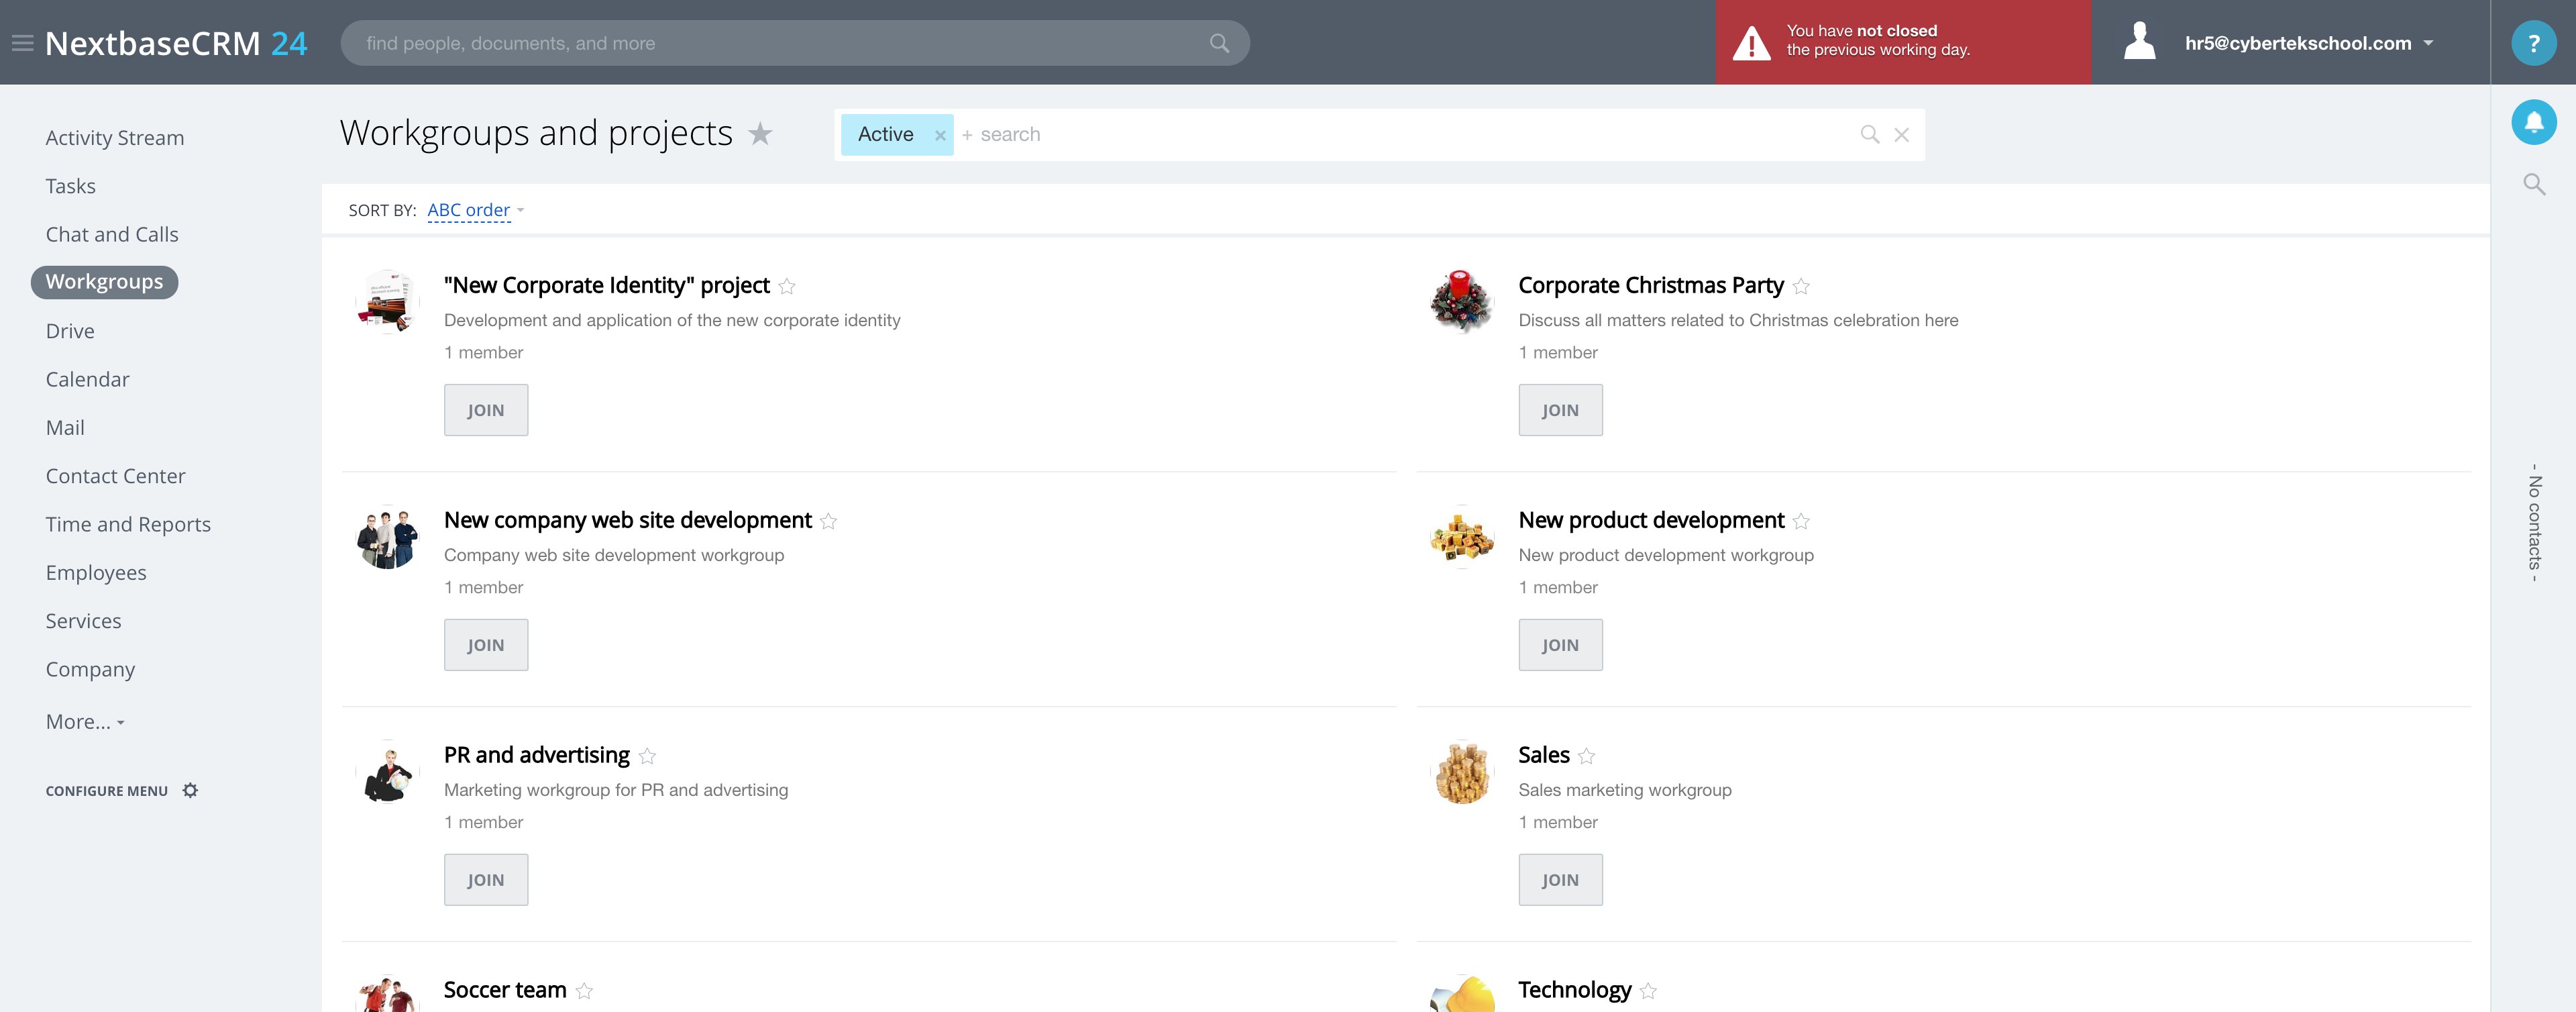 NextbaseCRM 24
find people, documents, and more
You have not closed
the previous working day.
hr5@cybertekschool.com
?
Activity Stream
Tasks
Chat and Calls
Workgroups
Drive
Calendar
Mail
Contact Center
Time and Reports
Employees
Services
Company
More...
CONFIGURE MENU
Workgroups and projects
Active × + search
SORT BY: ABC order
"New Corporate Identity" project
Development and application of the new corporate identity
1 member
JOIN
Corporate Christmas Party
Discuss all matters related to Christmas celebration here
1 member
JOIN
New company web site development
Company web site development workgroup
1 member
JOIN
New product development
New product development workgroup
1 member
JOIN
PR and advertising
Marketing workgroup for PR and advertising
1 member
JOIN
Sales
Sales marketing workgroup
1 member
JOIN
Soccer team
Technology
- No contacts -